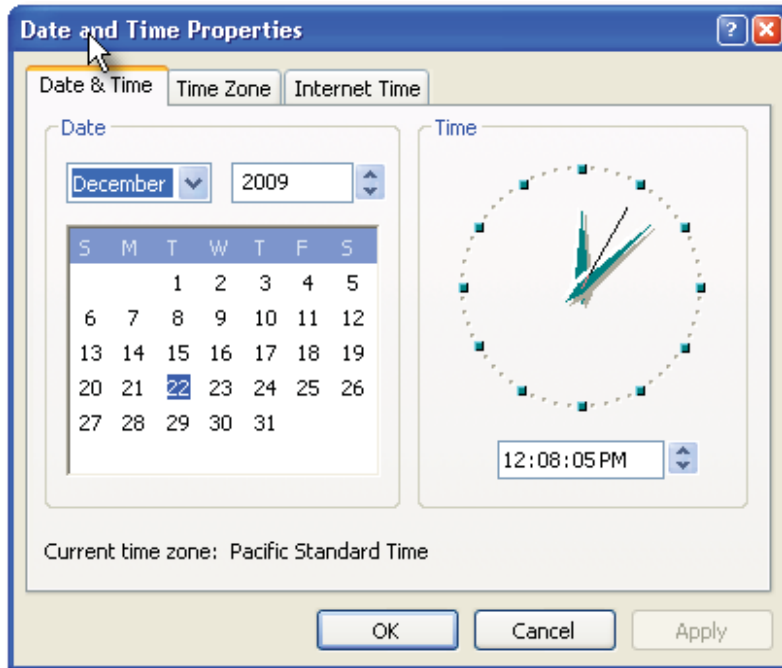 Date and Time Properties
Date & Time Time Zone Internet Time
Date
December 2009
S M T W T F S
1 2 3 4 5
6 7 8 9 10 11 12
13 14 15 16 17 18 19
20 21 22 23 24 25 26
27 28 29 30 31
Time
12:08:05 PM
Current time zone: Pacific Standard Time
OK Cancel Apply